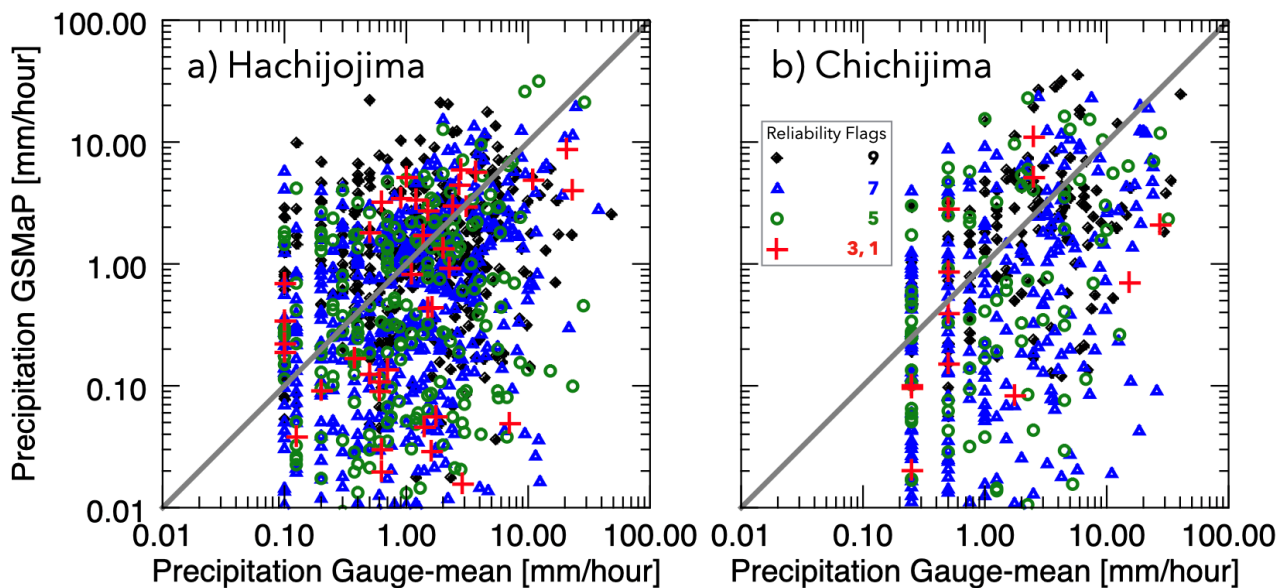 a) Hachijojima
Precipitation GSMaP [mm/hour]
100.00
10.00
1.00
0.10
0.01
0.01 0.10 1.00 10.00 100.00
Precipitation Gauge-mean [mm/hour]
b) Chichijima
Reliability Flags
9
7
5
3, 1
0.01 0.10 1.00 10.00 100.00
Precipitation Gauge-mean [mm/hour]